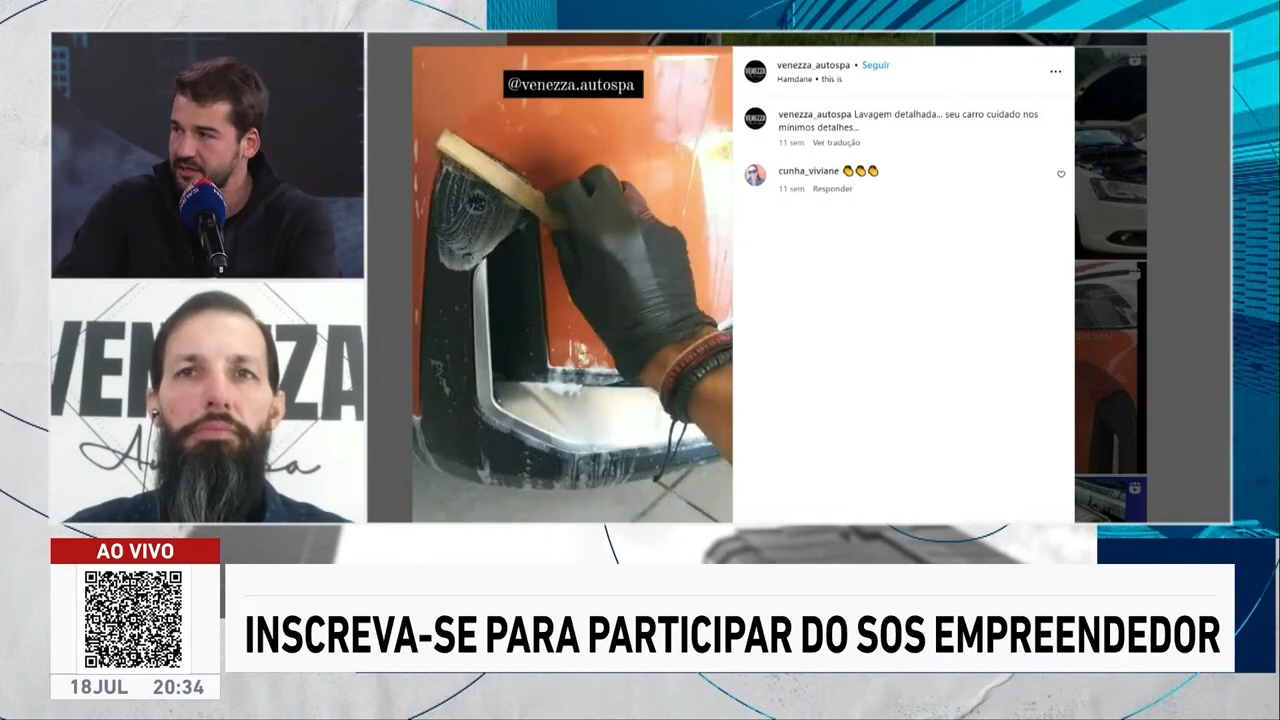 @venezza.autospa
venezza_autospa • Seguir
Hamdane • this is
venezza_autospa Lavagem detalhada... seu carro cuidado nos
mínimos detalhes...
11 sem Ver tradução
cunha_viviane 👏👏👏
11 sem Responder
NEWS
VENEZZA
AO VIVO
18JUL 20:34
INSCREVA-SE PARA PARTICIPAR DO SOS EMPREENDEDOR